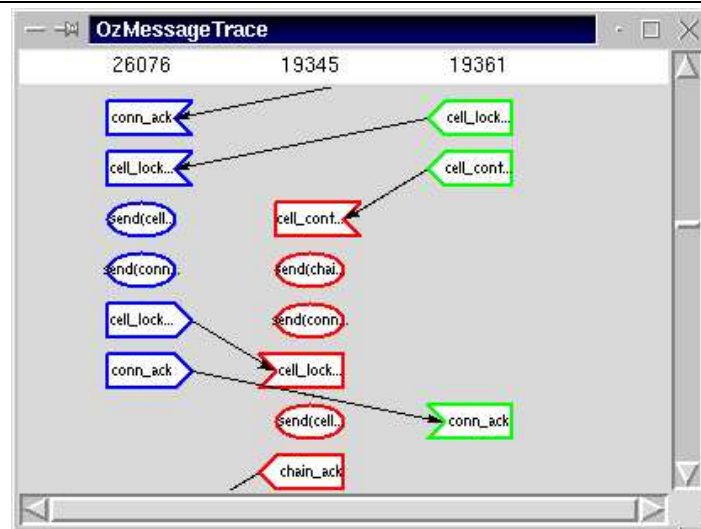 OzMessageTrace
26076 19345 19361
conn_ack cell_lock...
cell_lock... cell_cont...
send(cell.. cell_cont...
send(conn.. send(chai..
cell_lock... send(conn..
conn_ack cell_lock...
send(cell.. conn_ack
chain_ack